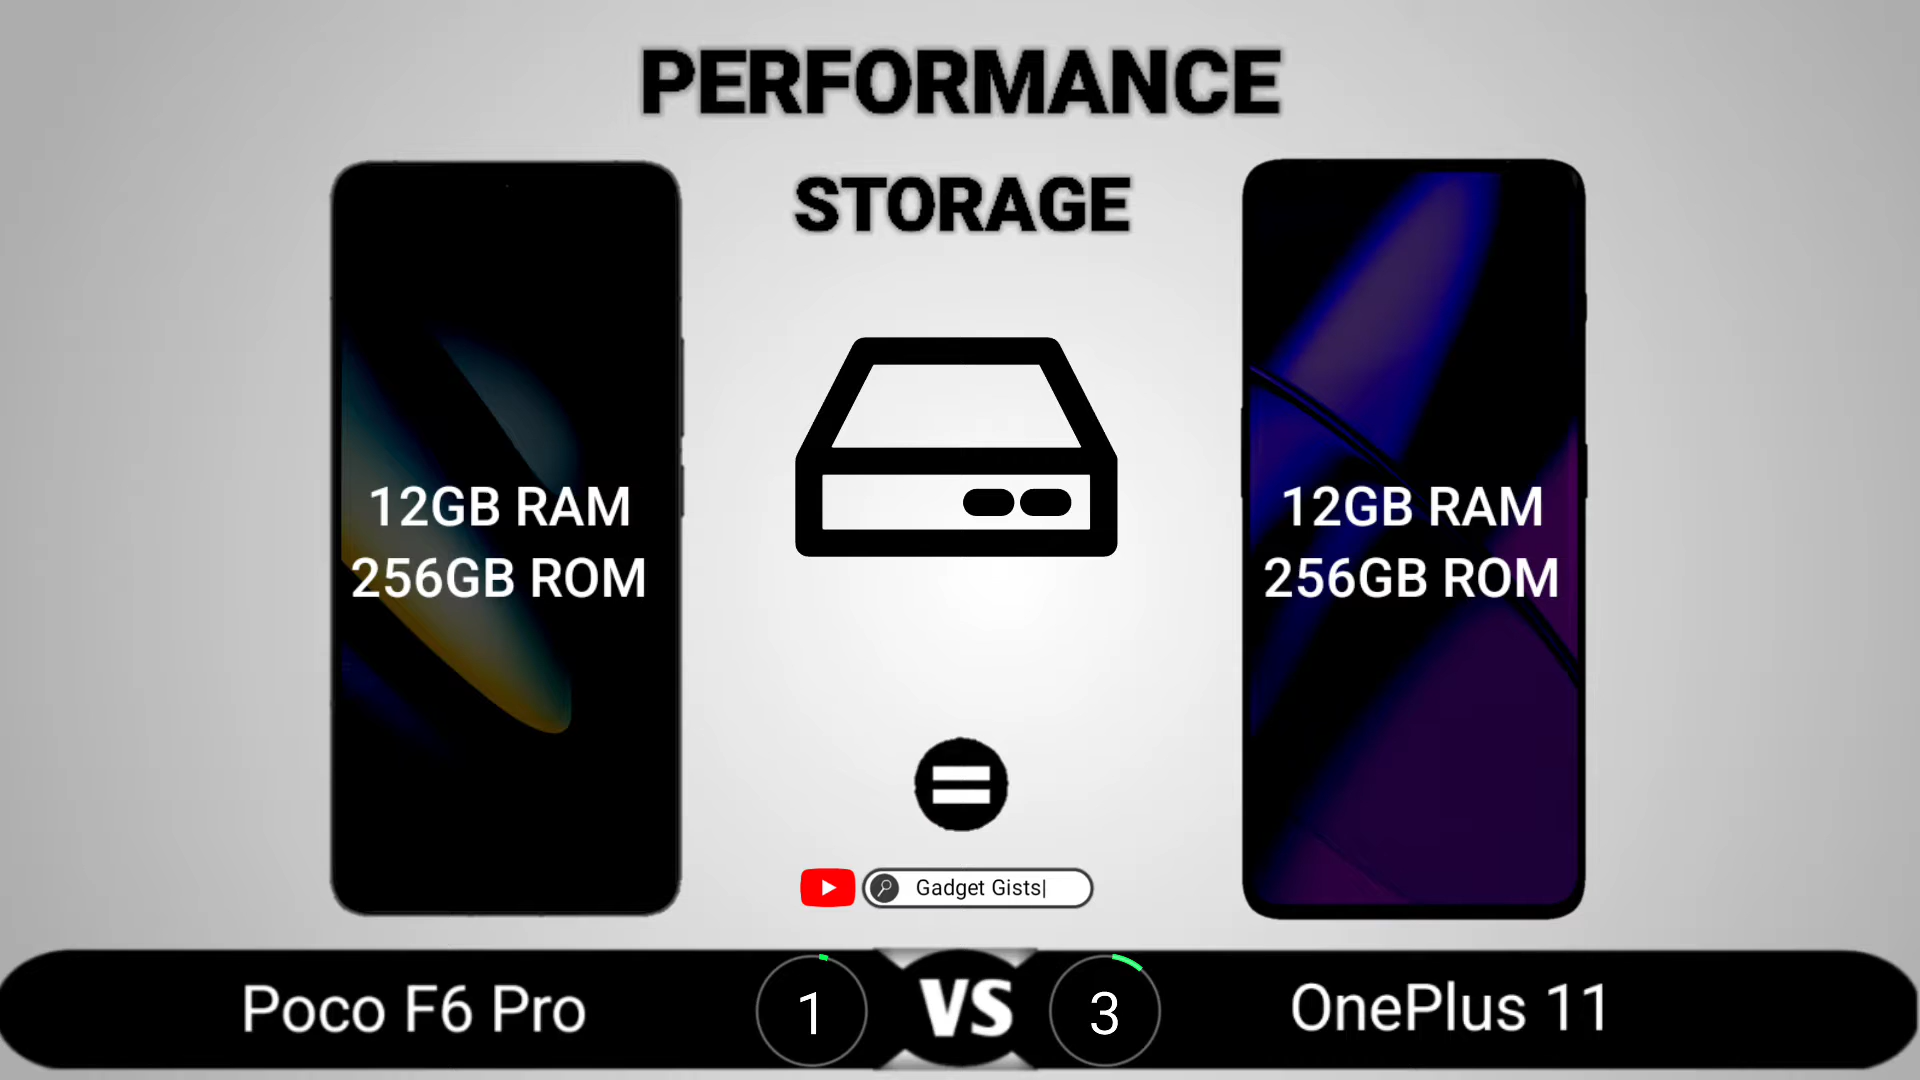 PERFORMANCE
STORAGE
12GB RAM
256GB ROM
12GB RAM
256GB ROM
Gadget Gists|
Poco F6 Pro
1
VS
3
OnePlus 11